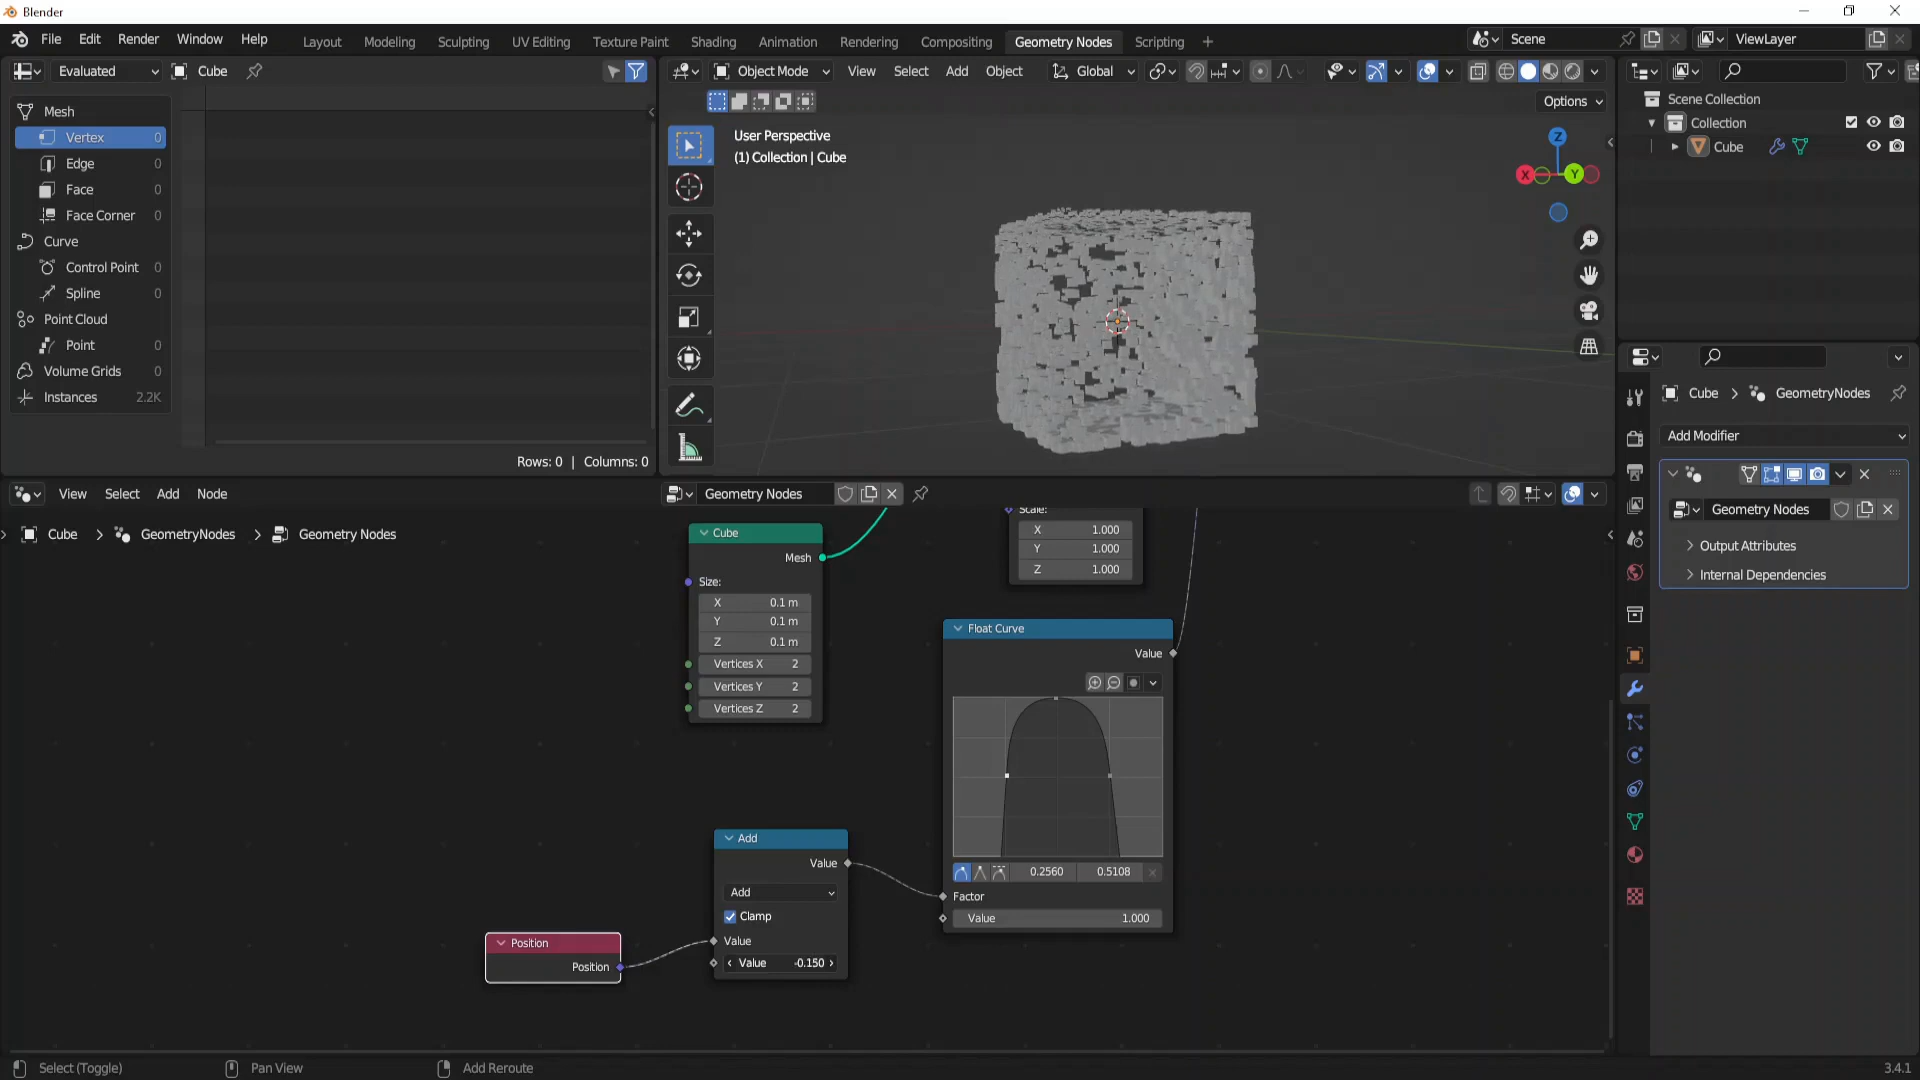 Blender
File Edit Render Window Help
Layout Modeling Sculpting UV Editing Texture Paint Shading Animation Rendering Compositing Geometry Nodes Scripting +
Scene
ViewLayer
Evaluated
Cube
Object Mode
View Select Add Object
Global
Options
Mesh
Vertex 0
Edge 0
Face 0
Face Corner 0
Curve
Control Point 0
Spline 0
Point Cloud
Point 0
Volume Grids 0
Instances 2.2K
Rows: 0 | Columns: 0
User Perspective
(1) Collection | Cube
Z
X
Y
Scene Collection
Collection
Cube
Cube > GeometryNodes
Add Modifier
Geometry Nodes
Output Attributes
Internal Dependencies
View Select Add Node
Geometry Nodes
Cube > GeometryNodes > Geometry Nodes
Cube
Mesh
Size:
X 0.1 m
Y 0.1 m
Z 0.1 m
Vertices X 2
Vertices Y 2
Vertices Z 2
Scale:
X 1.000
Y 1.000
Z 1.000
Float Curve
Value
0.2560 0.5108
Factor
Value 1.000
Add
Value
Add
Clamp
Value
Value -0.150
Position
Position
Select (Toggle)
Pan View
Add Reroute
3.4.1